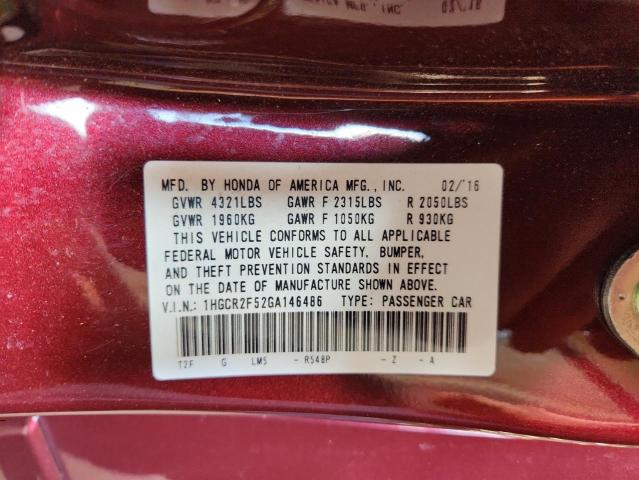 MFD. BY HONDA OF AMERICA MFG., INC. 02/'16
GVWR 4321LBS GAWR F 2315LBS R 2050LBS
GVWR 1960KG GAWR F 1050KG R 930KG
THIS VEHICLE CONFORMS TO ALL APPLICABLE
FEDERAL MOTOR VEHICLE SAFETY, BUMPER,
AND THEFT PREVENTION STANDARDS IN EFFECT
ON THE DATE OF MANUFACTURE SHOWN ABOVE.
V.I.N.: 1HGCR2F52GA146486 TYPE: PASSENGER CAR
T2F G LM5 - R548P - Z - A